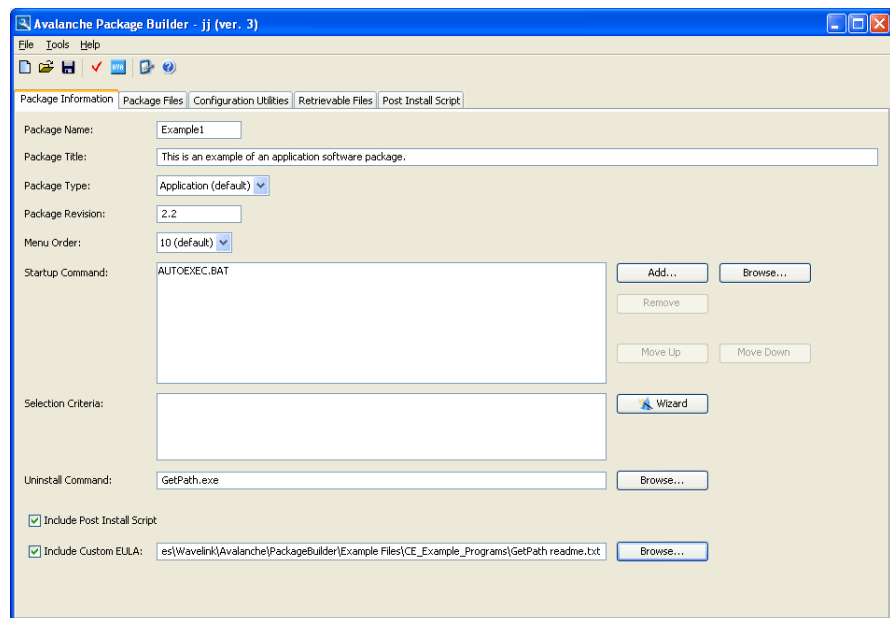 Avalanche Package Builder - jj (ver. 3)
File Tools Help
AVA
Package Information Package Files Configuration Utilities Retrievable Files Post Install Script
Package Name: Example1
Package Title: This is an example of an application software package.
Package Type: Application (default)
Package Revision: 2.2
Menu Order: 10 (default)
Startup Command: AUTOEXEC.BAT Add... Browse...
Remove
Move Up Move Down
Selection Criteria: Wizard
Uninstall Command: GetPath.exe Browse...
Include Post Install Script
Include Custom EULA: es\Wavelink\Avalanche\PackageBuilder\Example Files\CE_Example_Programs\GetPath readme.txt Browse...